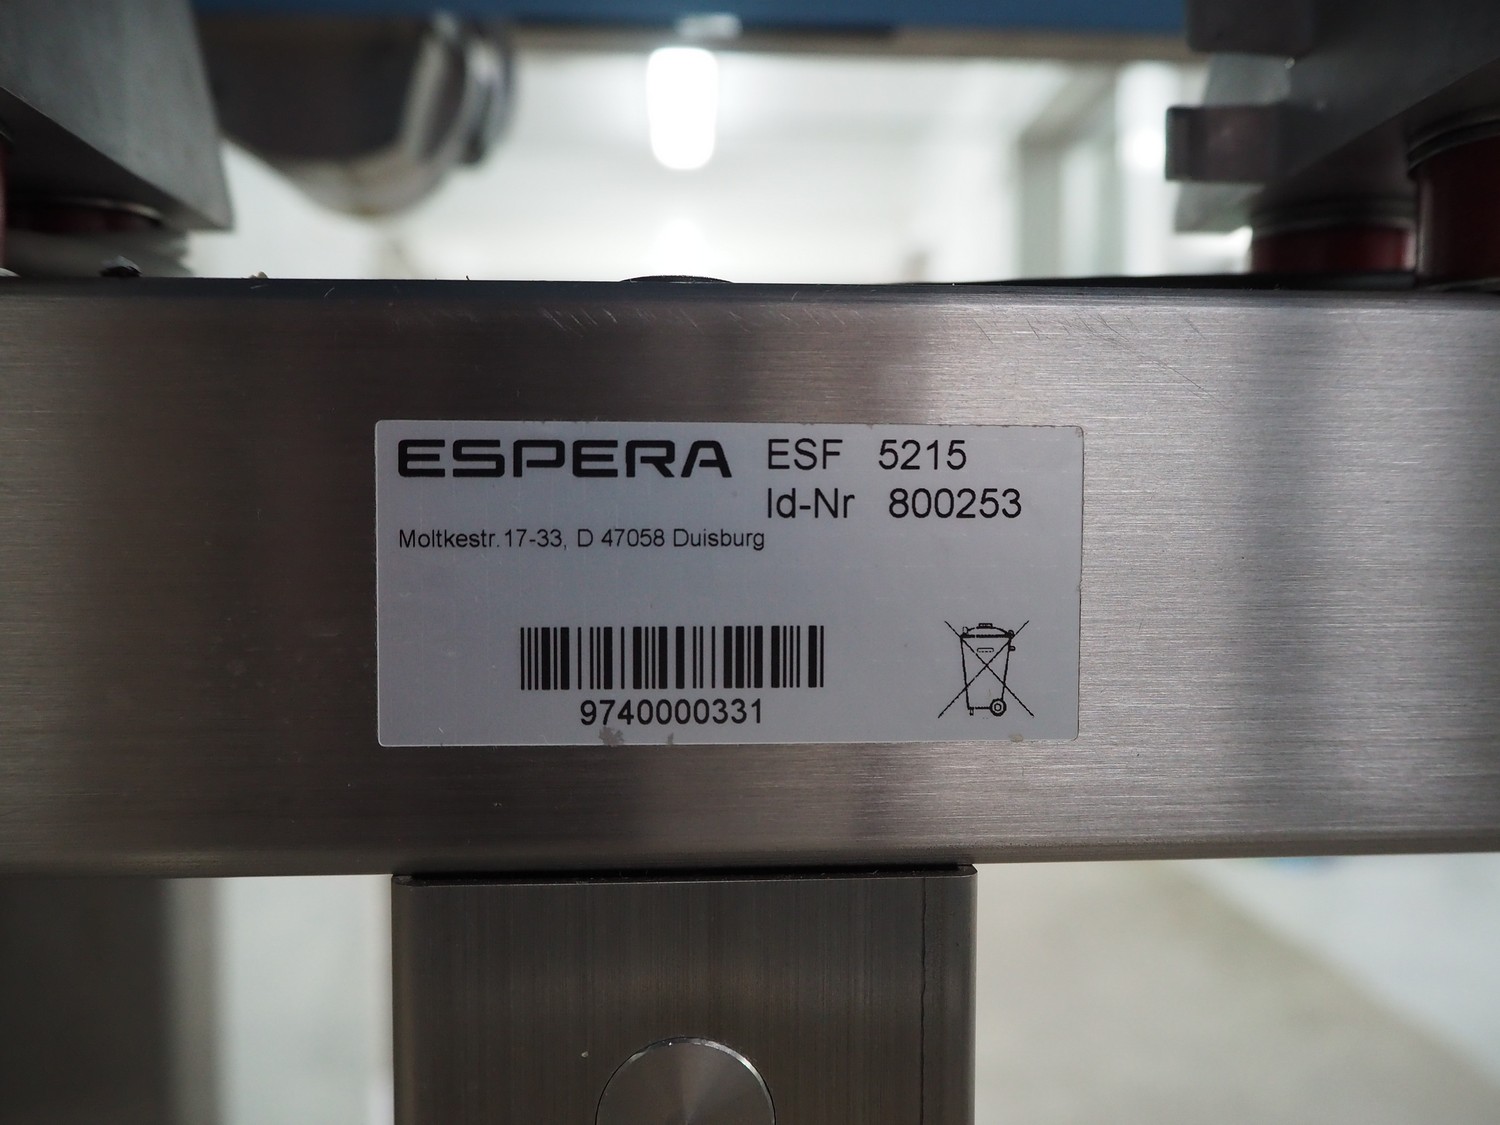 ESPERA ESF 5215
Id-Nr 800253
Moltkestr.17-33, D 47058 Duisburg
9740000331